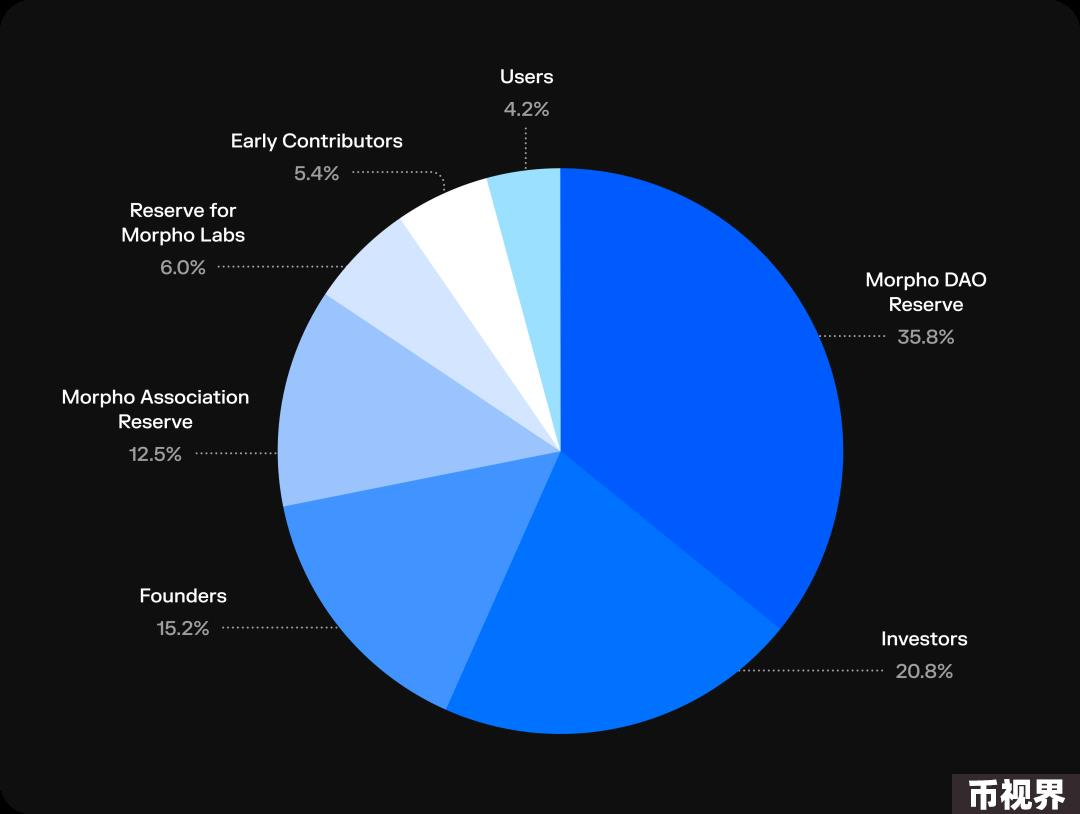 Users
4.2%
Early Contributors
5.4%
Reserve for
Morpho Labs
6.0%
Morpho DAO
Reserve
35.8%
Morpho Association
Reserve
12.5%
Founders
15.2%
Investors
20.8%
币视界